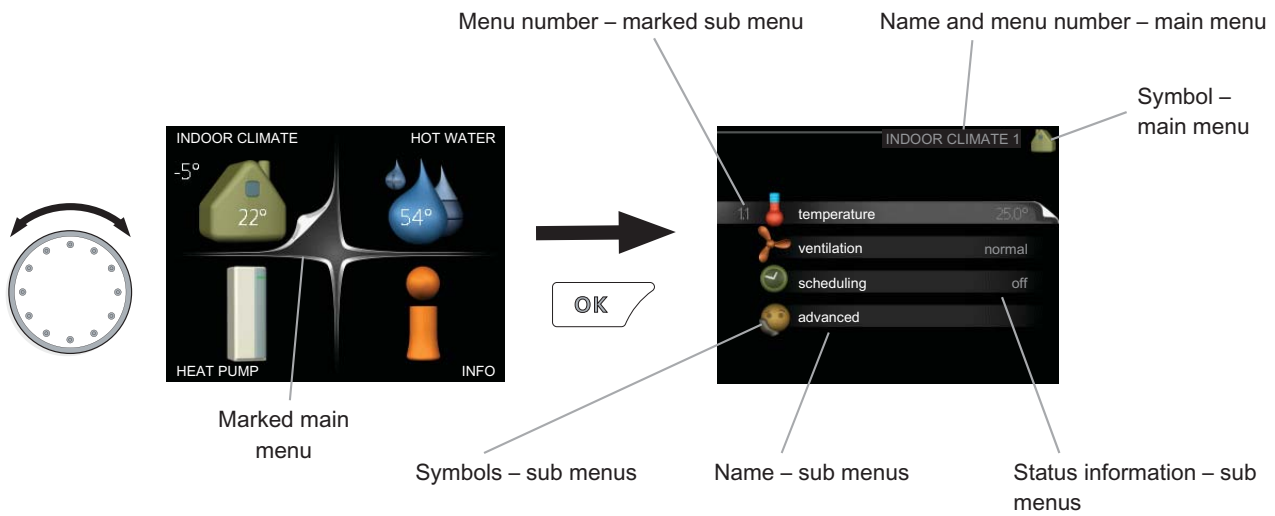 Menu number – marked sub menu
Name and menu number – main menu
Symbol –
main menu
INDOOR CLIMATE
HOT WATER
-5°
22°
54°
HEAT PUMP
INFO
Marked main
menu
OK
INDOOR CLIMATE 1
1.1
temperature
25.0°
ventilation
normal
scheduling
off
advanced
Symbols – sub menus
Name – sub menus
Status information – sub
menus